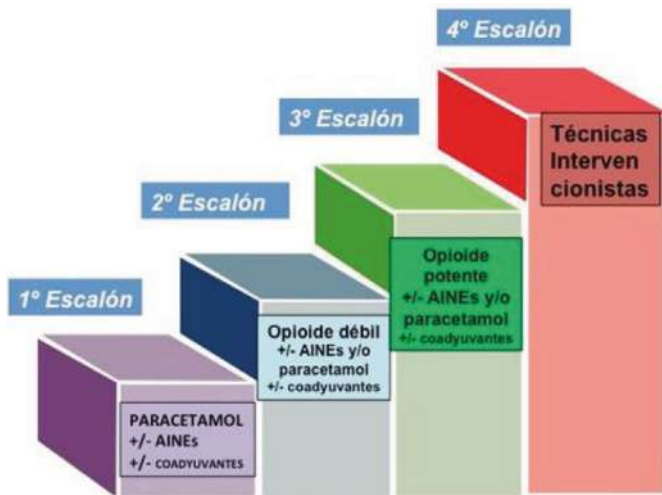 4º Escalón
Técnicas
Interven
cionistas
3º Escalón
Opioide
potente
+/- AINEs y/o
paracetamol
+/- coadyuvantes
2º Escalón
Opioide débil
+/- AINEs y/o
paracetamol
+/- coadyuvantes
1º Escalón
PARACETAMOL
+/- AINEs
+/- COADYUVANTES